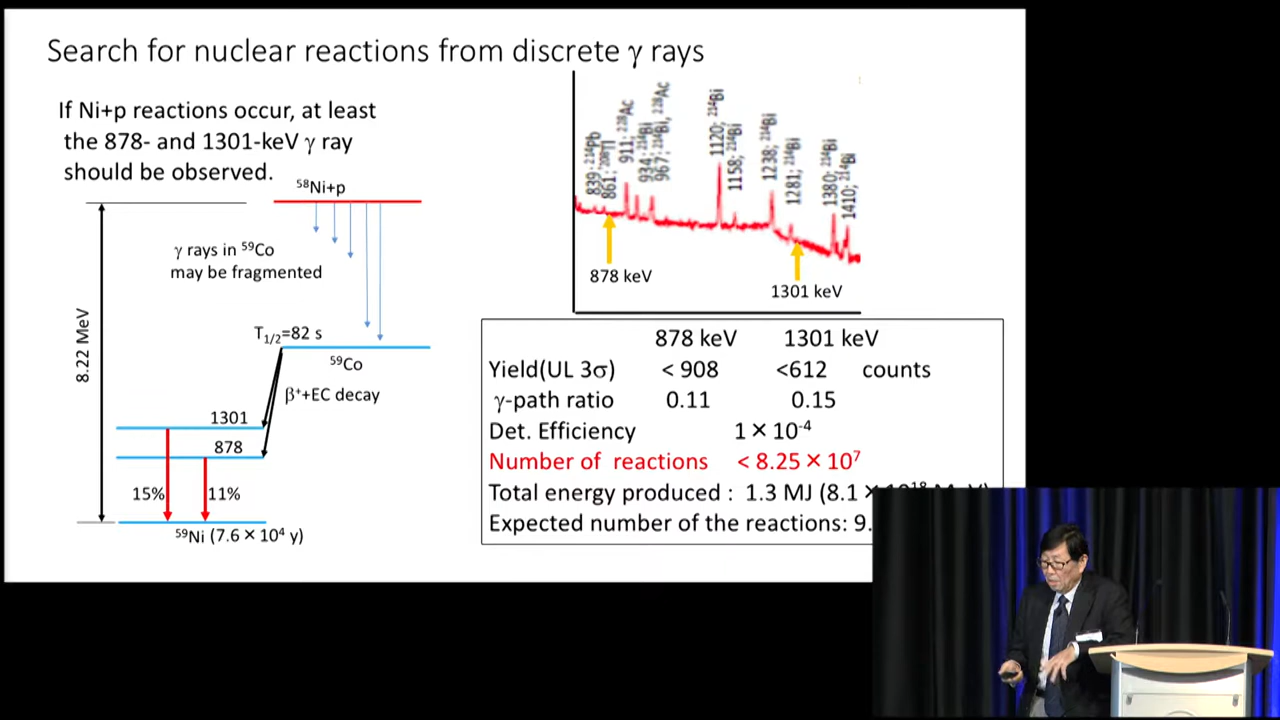 Search for nuclear reactions from discrete γ rays
If Ni+p reactions occur, at least
the 878- and 1301-keV γ ray
should be observed.
⁵⁸Ni+p
γ rays in ⁵⁹Co
may be fragmented
8.22 MeV
T₁/₂=82 s
⁵⁹Co
β⁺+EC decay
1301
878
15%
11%
⁵⁹Ni (7.6 × 10⁴ y)
839; ²¹⁴Pb
861; ²⁰⁸Tl
911; ²²⁸Ac
934; ²¹⁴Bi
967; ²¹⁴Bi, ²²⁸Ac
1120; ²¹⁴Bi
1158; ²¹⁴Bi
1238; ²¹⁴Bi
1281; ²¹⁴Bi
1380; ²¹⁴Bi
1410; ²¹⁴Bi
878 keV
1301 keV
878 keV 1301 keV
Yield(UL 3σ) < 908 <612 counts
γ-path ratio 0.11 0.15
Det. Efficiency 1 × 10⁻⁴
Number of reactions < 8.25 × 10⁷
Total energy produced : 1.3 MJ (8.1 ×
Expected number of the reactions: 9.